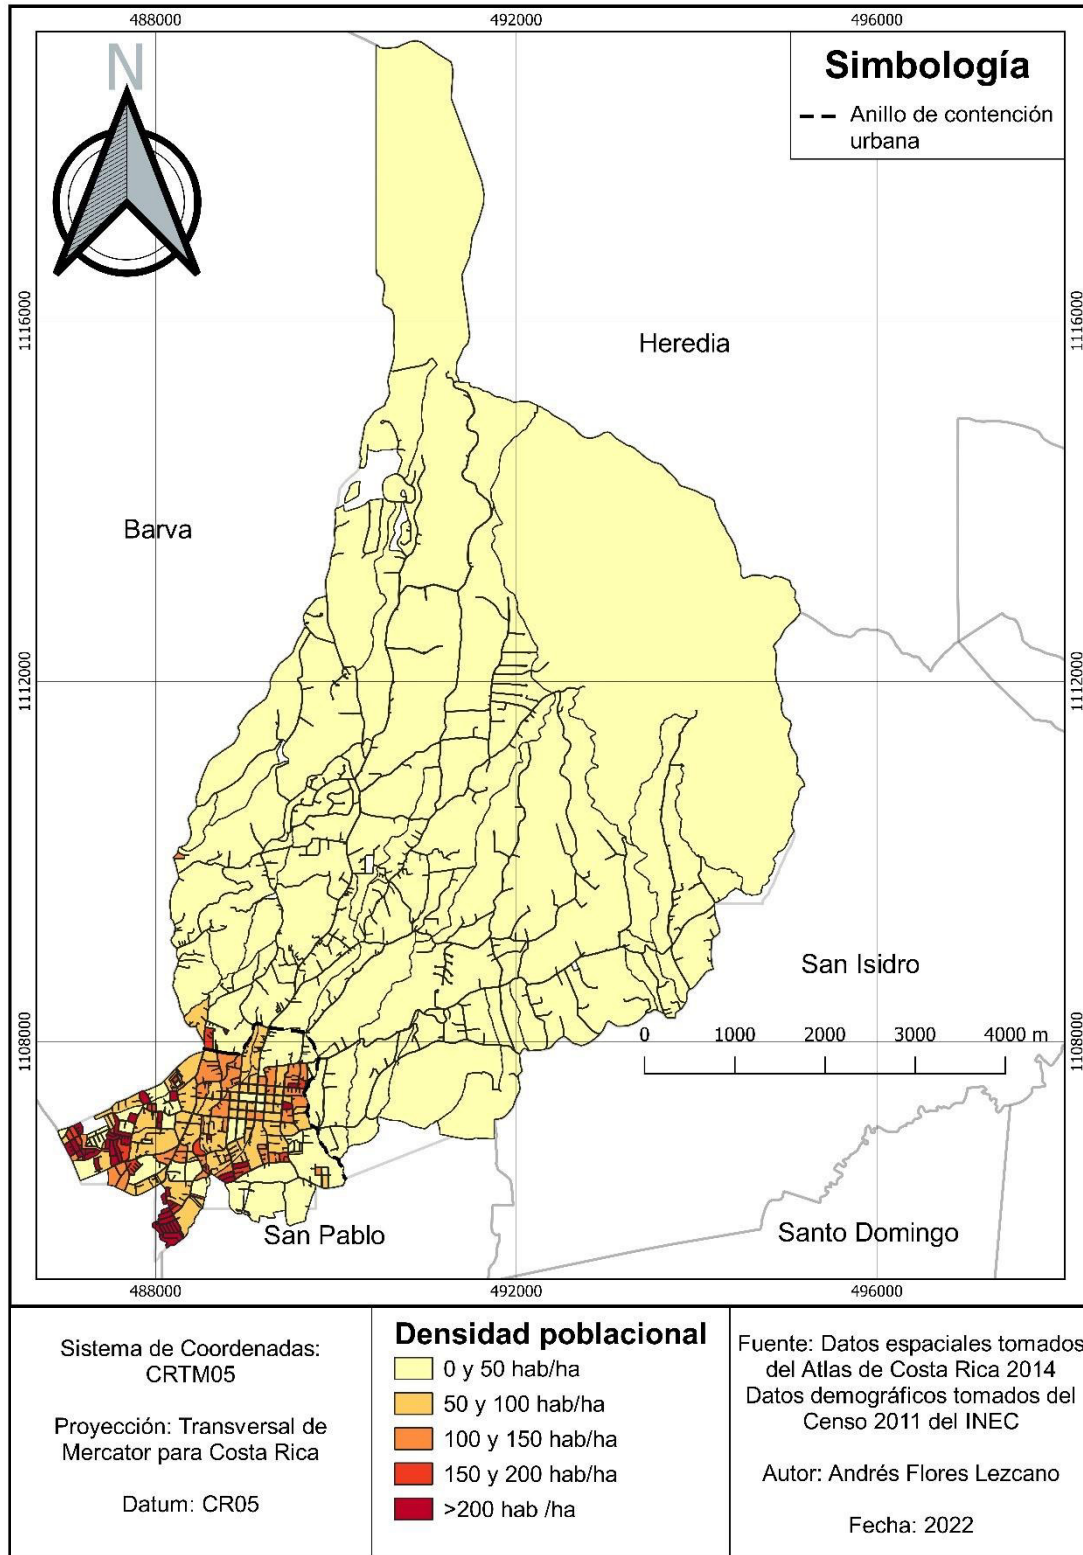 488000
492000
496000
N
Simbología
Anillo de contención
urbana
1116000
1116000
Heredia
Barva
1112000
1112000
San Isidro
0
1000
2000
3000
4000 m
1108000
1108000
San Pablo
Santo Domingo
488000
492000
496000
Sistema de Coordenadas:
CRTM05
Proyección: Transversal de
Mercator para Costa Rica
Datum: CR05
Densidad poblacional
0 y 50 hab/ha
50 y 100 hab/ha
100 y 150 hab/ha
150 y 200 hab/ha
>200 hab /ha
Fuente: Datos espaciales tomados
del Atlas de Costa Rica 2014
Datos demográficos tomados del
Censo 2011 del INEC
Autor: Andrés Flores Lezcano
Fecha: 2022